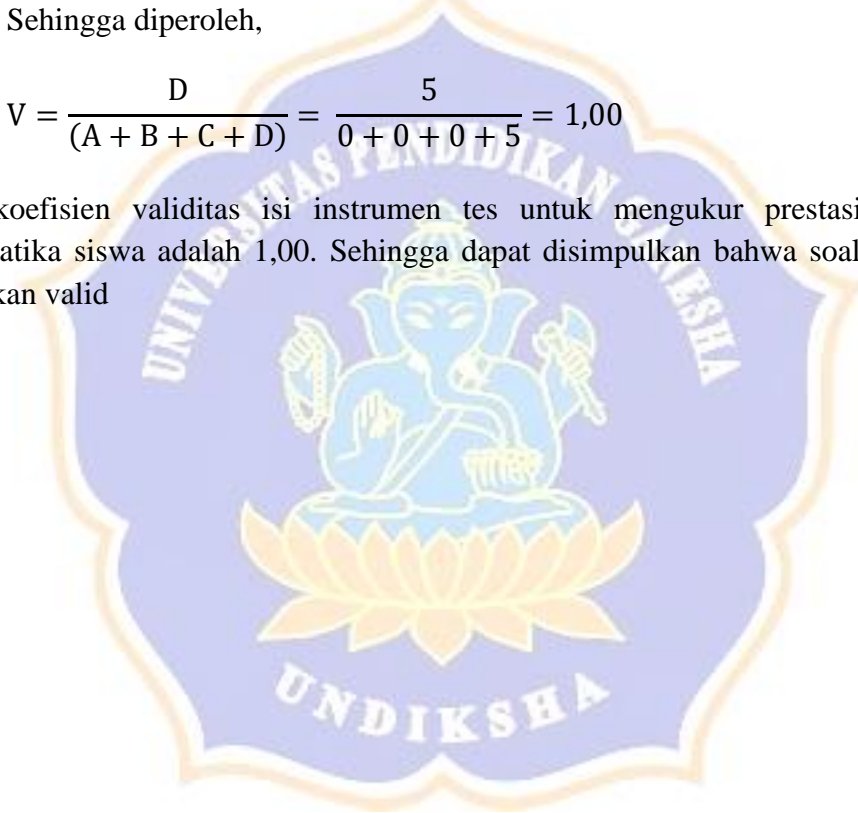 Sehingga diperoleh,
V = D / (A + B + C + D) = 5 / 0 + 0 + 0 + 5 = 1,00
koefisien validitas isi instrumen tes untuk mengukur prestasi
atika siswa adalah 1,00. Sehingga dapat disimpulkan bahwa soal
kan valid
UNIVERSITAS PENDIDIKAN GANESHA
UNDIKSHA